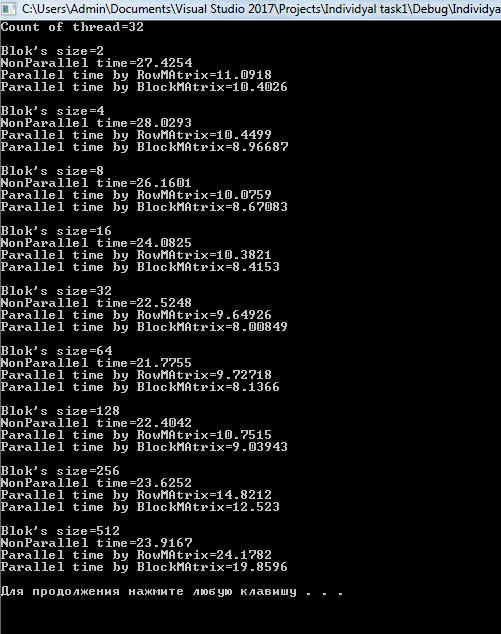 C:\Users\Admin\Documents\Visual Studio 2017\Projects\Individyal task1\Debug\Individya
Count of thread=32
Blok's size=2
NonParallel time=27.4254
Parallel time by RowMAtrix=11.0918
Parallel time by BlockMAtrix=10.4026
Blok's size=4
NonParallel time=28.0293
Parallel time by RowMAtrix=10.4499
Parallel time by BlockMAtrix=8.96687
Blok's size=8
NonParallel time=26.1601
Parallel time by RowMAtrix=10.0759
Parallel time by BlockMAtrix=8.67083
Blok's size=16
NonParallel time=24.0825
Parallel time by RowMAtrix=10.3821
Parallel time by BlockMAtrix=8.4153
Blok's size=32
NonParallel time=22.5248
Parallel time by RowMAtrix=9.64926
Parallel time by BlockMAtrix=8.00849
Blok's size=64
NonParallel time=21.7755
Parallel time by RowMAtrix=9.72718
Parallel time by BlockMAtrix=8.1366
Blok's size=128
NonParallel time=22.4042
Parallel time by RowMAtrix=10.7515
Parallel time by BlockMAtrix=9.03943
Blok's size=256
NonParallel time=23.6252
Parallel time by RowMAtrix=14.8212
Parallel time by BlockMAtrix=12.523
Blok's size=512
NonParallel time=23.9167
Parallel time by RowMAtrix=24.1782
Parallel time by BlockMAtrix=19.8596
Для продолжения нажмите любую клавишу . . .